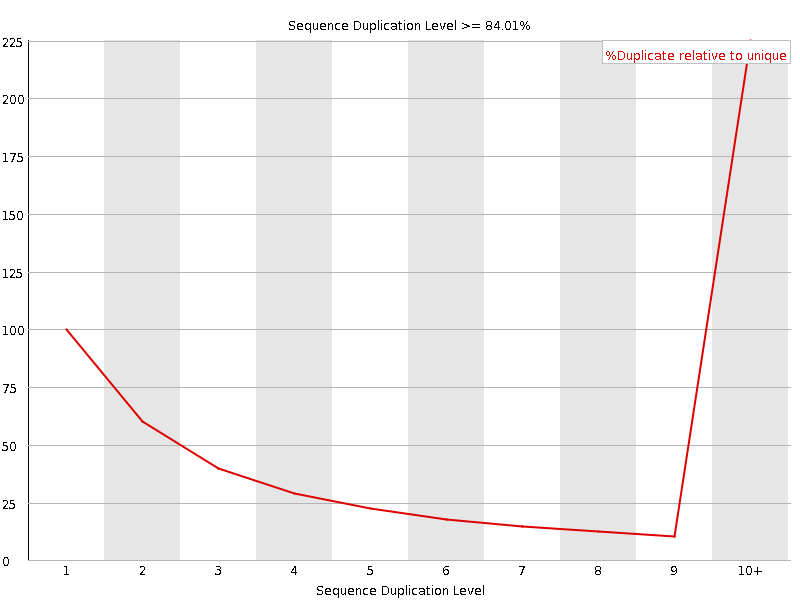 Sequence Duplication Level >= 84.01%
225
%Duplicate relative to unique
200
175
150
125
100
75
50
25
0
1 2 3 4 5 6 7 8 9 10+
Sequence Duplication Level